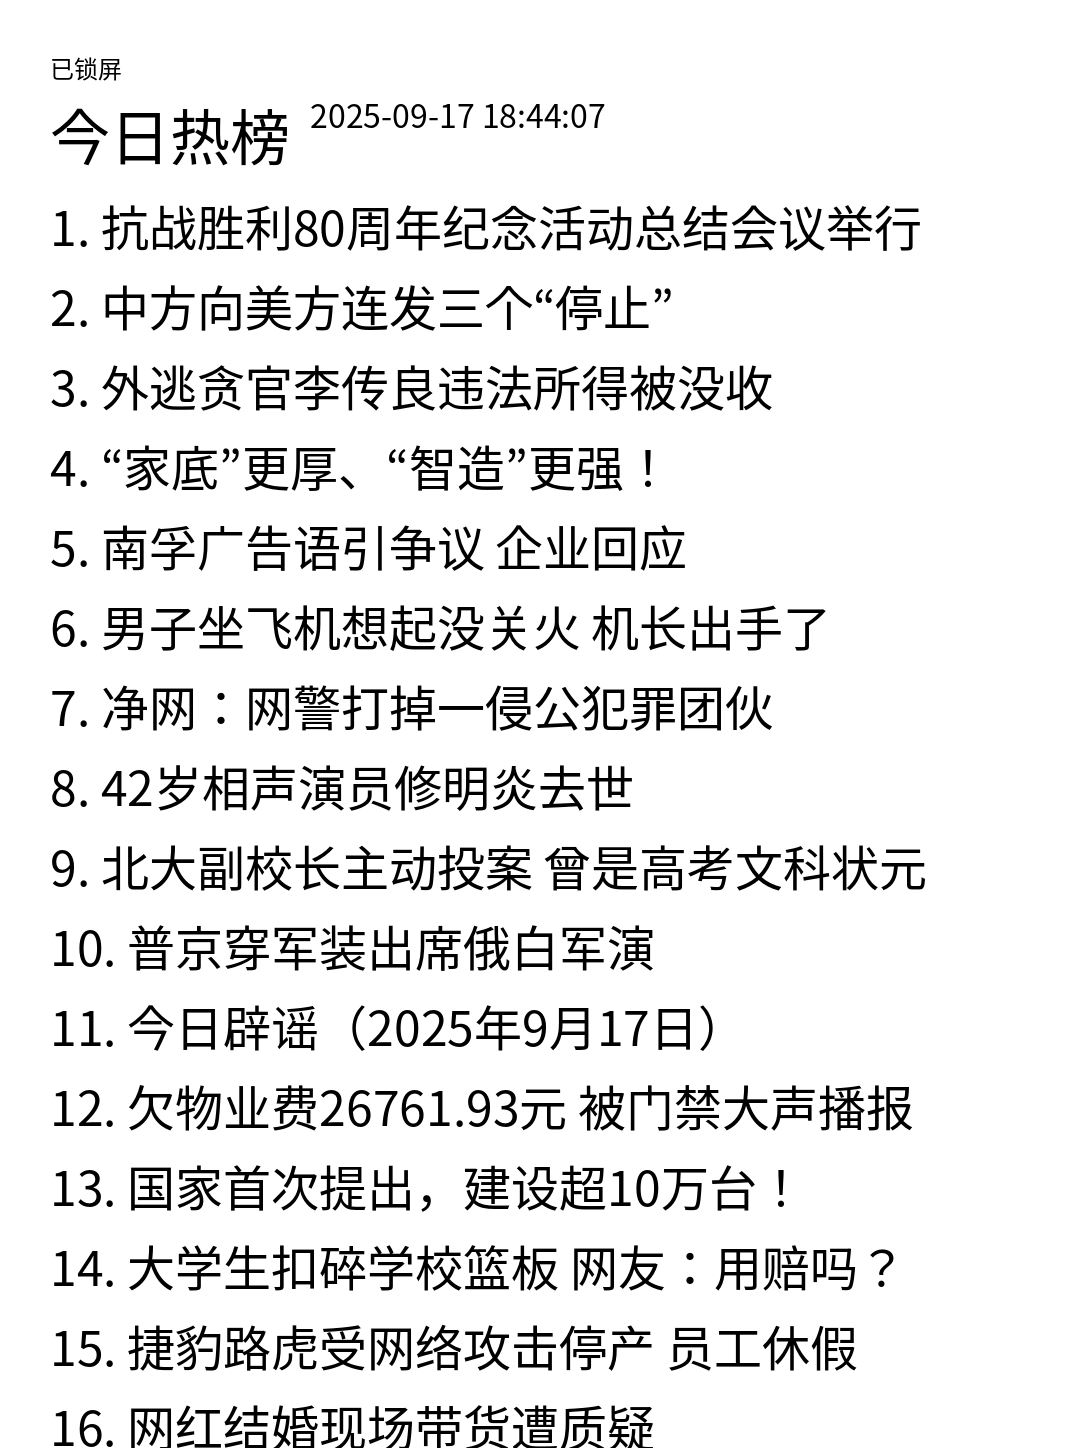 已锁屏
今日热榜 2025-09-17 18:44:07
1. 抗战胜利80周年纪念活动总结会议举行
2. 中方向美方连发三个“停止”
3. 外逃贪官李传良违法所得被没收
4. “家底”更厚、“智造”更强！
5. 南孚广告语引争议 企业回应
6. 男子坐飞机想起没关火 机长出手了
7. 净网：网警打掉一侵公犯罪团伙
8. 42岁相声演员修明炎去世
9. 北大副校长主动投案 曾是高考文科状元
10. 普京穿军装出席俄白军演
11. 今日辟谣（2025年9月17日）
12. 欠物业费26761.93元 被门禁大声播报
13. 国家首次提出，建设超10万台！
14. 大学生扣碎学校篮板 网友：用赔吗？
15. 捷豹路虎受网络攻击停产 员工休假
16. 网红结婚现场带货遭质疑